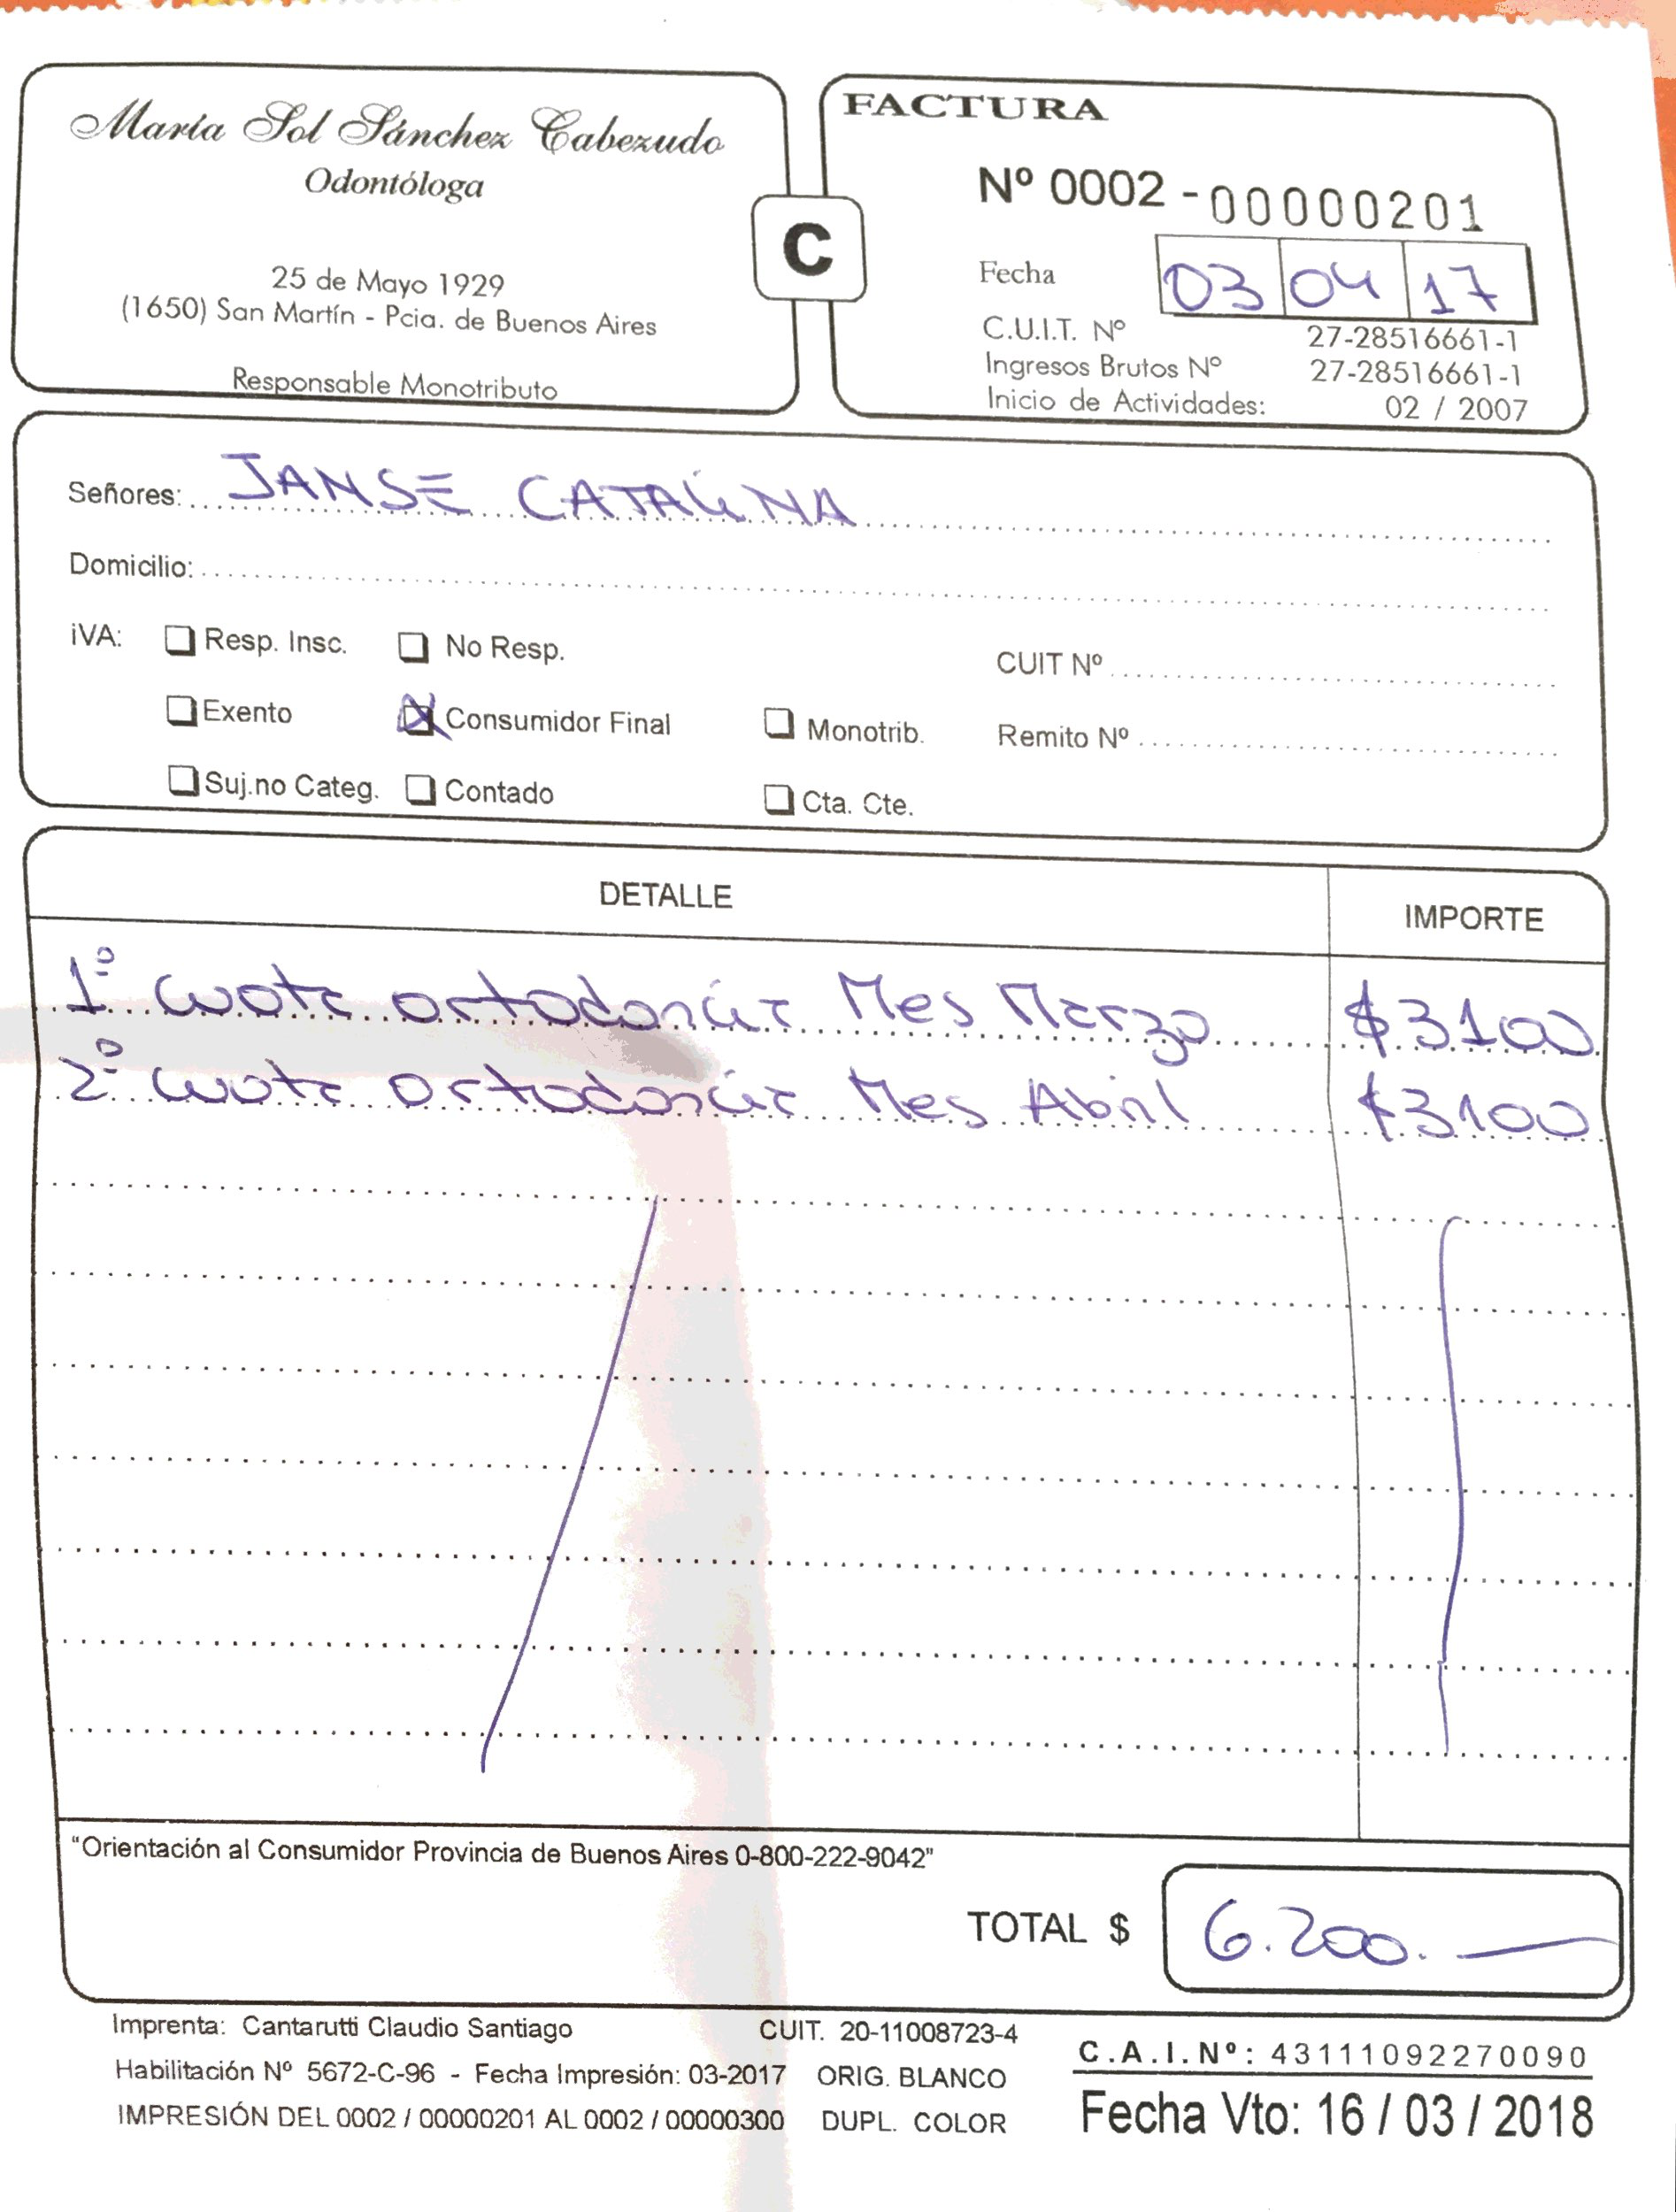 María Sol Sánchez Cabezudo
Odontóloga
25 de Mayo 1929
(1650) San Martín - Pcia. de Buenos Aires
Responsable Monotributo
C
FACTURA
Nº 0002 - 00000201
Fecha 03 04 17
C.U.I.T. Nº 27-28516661-1
Ingresos Brutos Nº 27-28516661-1
Inicio de Actividades: 02 / 2007
Señores: JANSE CATALINA
Domicilio:
iVA: Resp. Insc. No Resp. CUIT Nº
Exento Consumidor Final Monotrib. Remito Nº
Suj.no Categ. Contado Cta. Cte.
DETALLE IMPORTE
1º cuota ortodoncia Mes Marzo $3100
2º cuota ortodoncia Mes Abril $3100
"Orientación al Consumidor Provincia de Buenos Aires 0-800-222-9042"
TOTAL $ 6.200.—
Imprenta: Cantarutti Claudio Santiago CUIT. 20-11008723-4
Habilitación Nº 5672-C-96 - Fecha Impresión: 03-2017 ORIG. BLANCO
IMPRESIÓN DEL 0002 / 00000201 AL 0002 / 00000300 DUPL. COLOR
C.A.I.Nº: 43111092270090
Fecha Vto: 16 / 03 / 2018